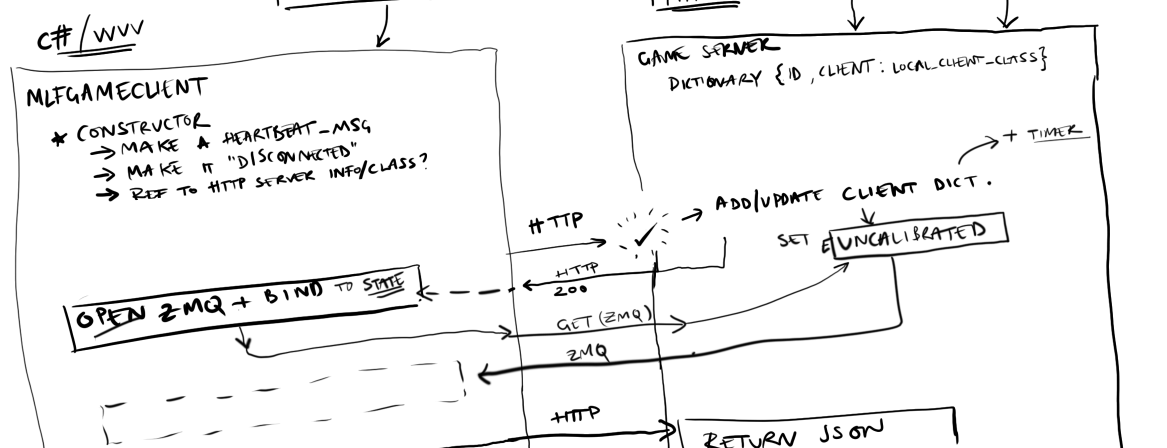 C#/WVV
MLFGAMECLIENT
* CONSTRUCTOR
→ MAKE A HEARTBEAT_MSG
→ MAKE IT "DISCONNECTED"
→ REF TO HTTP SERVER INFO/CLASS?
GAME SERVER
DICTIONARY {ID, CLIENT: LOCAL_CLIENT_CLASS}
+ TIMER
→ ADD/UPDATE CLIENT DICT.
HTTP
SET UNCALIBRATED
HTTP
200
OPEN ZMQ + BIND TO STATE
GET (ZMQ)
ZMQ
HTTP
RETURN JSON